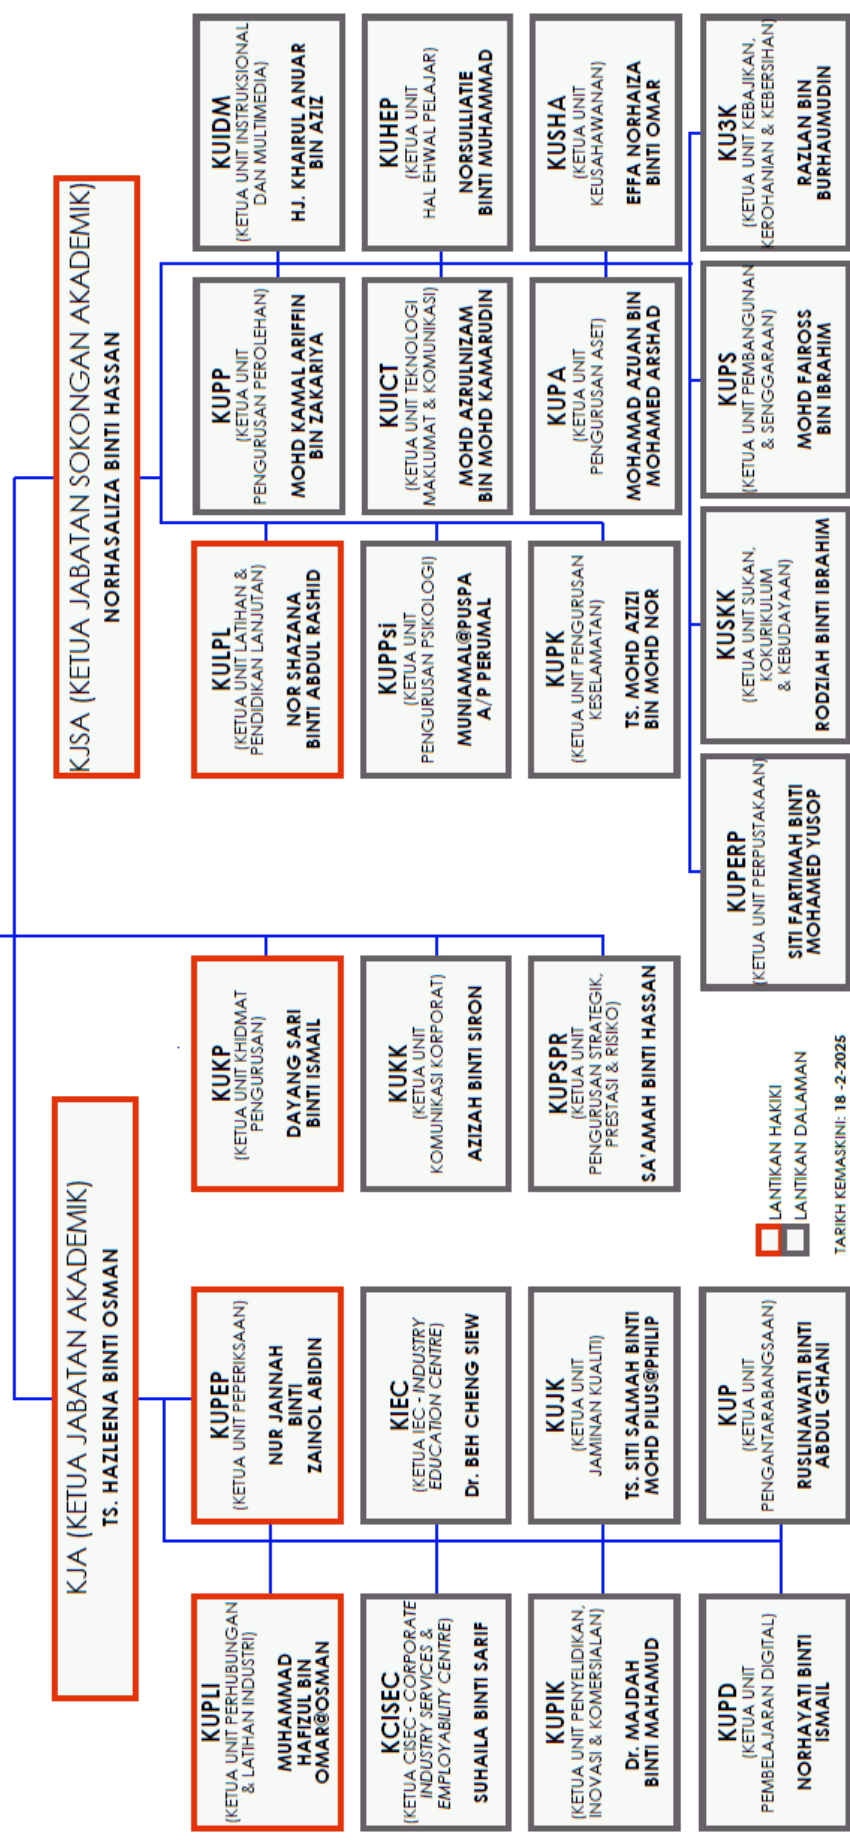 KJA (KETUA JABATAN AKADEMIK)
TS. HAZLEENA BINTI OSMAN
KJSA (KETUA JABATAN SOKONGAN AKADEMIK)
NORHASALIZA BINTI HASSAN
KUPLI
(KETUA UNIT PERHUBUNGAN
& LATIHAN INDUSTRI)
MUHAMMAD
HAFIZUL BIN
OMAR@OSMAN
KUPEP
(KETUA UNIT PEPERIKSAAN)
NUR JANNAH
BINTI
ZAINOL ABIDIN
KUKP
(KETUA UNIT KHIDMAT
PENGURUSAN)
DAYANG SARI
BINTI ISMAIL
KULPL
(KETUA UNIT LATIHAN &
PENDIDIKAN LANJUTAN)
NOR SHAZANA
BINTI ABDUL RASHID
KUPP
(KETUA UNIT
PENGURUSAN PEROLEHAN)
MOHD KAMAL ARIFFIN
BIN ZAKARIYA
KUIDM
(KETUA UNIT INSTRUKSIONAL
DAN MULTIMEDIA)
HJ. KHAIRUL ANUAR
BIN AZIZ
KCISEC
(KETUA CISEC - CORPORATE
INDUSTRY SERVICES &
EMPLOYABILITY CENTRE)
SUHAILA BINTI SARIF
KIEC
(KETUA IEC - INDUSTRY
EDUCATION CENTRE)
Dr. BEH CHENG SIEW
KUKK
(KETUA UNIT
KOMUNIKASI KORPORAT)
AZIZAH BINTI SIRON
KUPPsi
(KETUA UNIT
PENGURUSAN PSIKOLOGI)
MUNIAMAL@PUSPA
A/P PERUMAL
KUICT
(KETUA UNIT TEKNOLOGI
MAKLUMAT & KOMUNIKASI)
MOHD AZRULNIZAM
BIN MOHD KAMARUDIN
KUHEP
(KETUA UNIT
HAL EHWAL PELAJAR)
NORSULLIATIE
BINTI MUHAMMAD
KUPIK
(KETUA UNIT PENYELIDIKAN,
INOVASI & KOMERSIALAN)
Dr. MAJDAH
BINTI MAHAMUD
KUJK
(KETUA UNIT
JAMINAN KUALITI)
TS. SITI SALMAH BINTI
MOHD PILUS@PHILIP
KUPSPR
(KETUA UNIT
PENGURUSAN STRATEGIK,
PRESTASI & RISIKO)
SA'AMAH BINTI HASSAN
KUPK
(KETUA UNIT PENGURUSAN
KESELAMATAN)
TS. MOHD AZIZI
BIN MOHD NOR
KUPA
(KETUA UNIT
PENGURUSAN ASET)
MOHAMAD AZUAN BIN
MOHAMED ARSHAD
KUSHA
(KETUA UNIT
KEUSAHAWANAN)
EFFA NORHAIZA
BINTI OMAR
KUPD
(KETUA UNIT
PEMBELAJARAN DIGITAL)
NORHAYATI BINTI
ISMAIL
KUP
(KETUA UNIT
PENGANTARABANGSAAN)
RUSLINAWATI BINTI
ABDUL GHANI
KUPERP
(KETUA UNIT PERPUSTAKAAN)
SITI FARTIMAH BINTI
MOHAMED YUSOP
KUSKK
(KETUA UNIT SUKAN,
KOKURIKULUM
& KEBUDAYAAN)
RODZIAH BINTI IBRAHIM
KUPS
(KETUA UNIT PEMBANGUNAN
& SENGGARAAN)
MOHD FAIROSS
BIN IBRAHIM
KU3K
(KETUA UNIT KEBAJIKAN,
KEROHANIAN & KEBERSIHAN)
RAZLAN BIN
BURHAUMUDIN
LANTIKAN HAKIKI
LANTIKAN DALAMAN
TARIKH KEMASKINI: 18 -2-2025